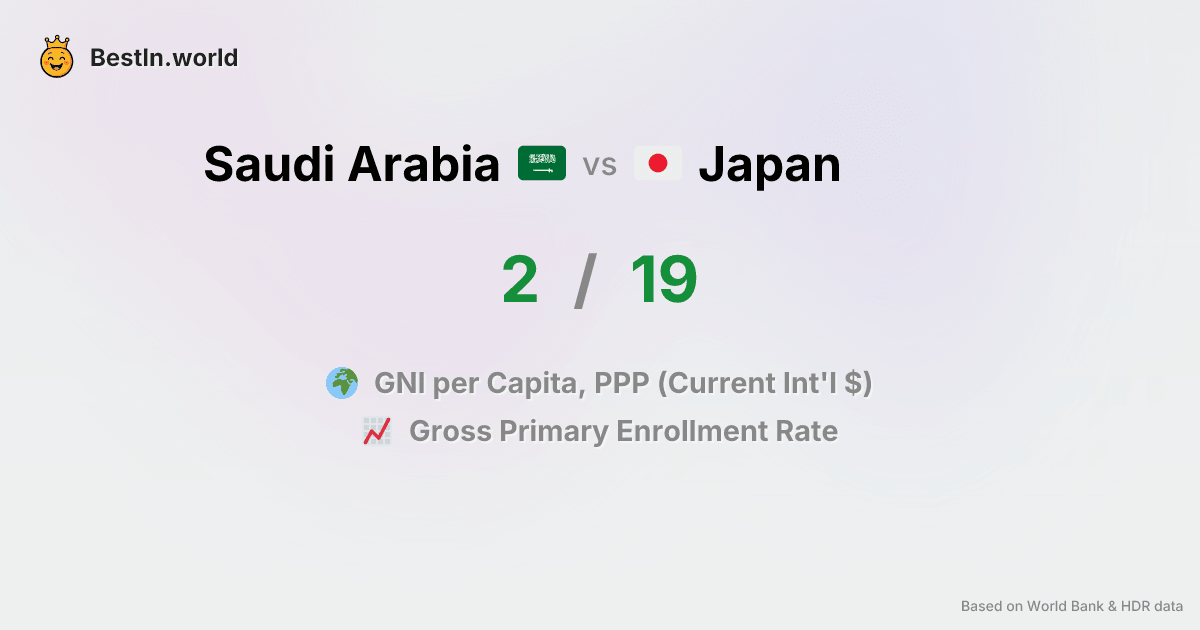 BestIn.world
Saudi Arabia vs Japan
2 / 19
GNI per Capita, PPP (Current Int'l $)
Gross Primary Enrollment Rate
Based on World Bank & HDR data